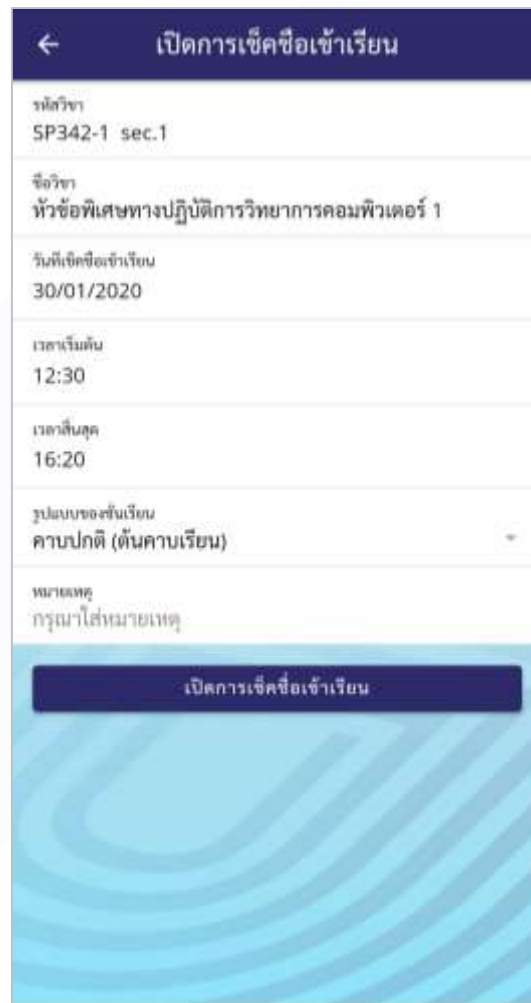 เปิดการเช็คชื่อเข้าเรียน
รหัสวิชา
SP342-1 sec.1
ชื่อวิชา
หัวข้อพิเศษทางปฏิบัติการวิทยาการคอมพิวเตอร์ 1
วันที่เช็คชื่อเข้าเรียน
30/01/2020
เวลาเริ่มต้น
12:30
เวลาสิ้นสุด
16:20
รูปแบบของชั้นเรียน
คาบปกติ (ต้นคาบเรียน)
หมายเหตุ
กรุณาใส่หมายเหตุ
เปิดการเช็คชื่อเข้าเรียน